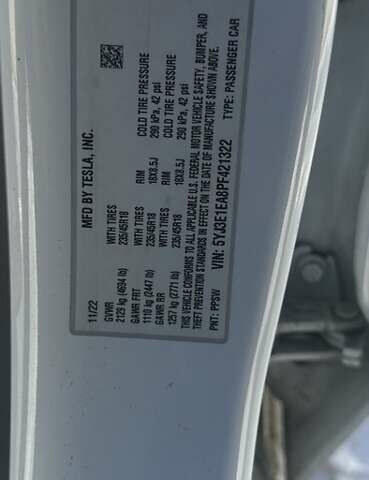 MFD BY TESLA, INC.
11/22
GVWR
2129 kg (4694 lb) WITH TIRES 235/45R18 RIM 18X8.5J COLD TIRE PRESSURE 290 kPa, 42 psi
GAWR FRT
1110 kg (2447 lb) WITH TIRES 235/45R18 RIM 18X8.5J COLD TIRE PRESSURE 290 kPa, 42 psi
GAWR RR
1257 kg (2771 lb)
THIS VEHICLE CONFORMS TO ALL APPLICABLE U.S. FEDERAL MOTOR VEHICLE SAFETY, BUMPER, AND
THEFT PREVENTION STANDARDS IN EFFECT ON THE DATE OF MANUFACTURE SHOWN ABOVE.
PNT: PPSW VIN: 5YJ3E1EA8PF421322 TYPE: PASSENGER CAR